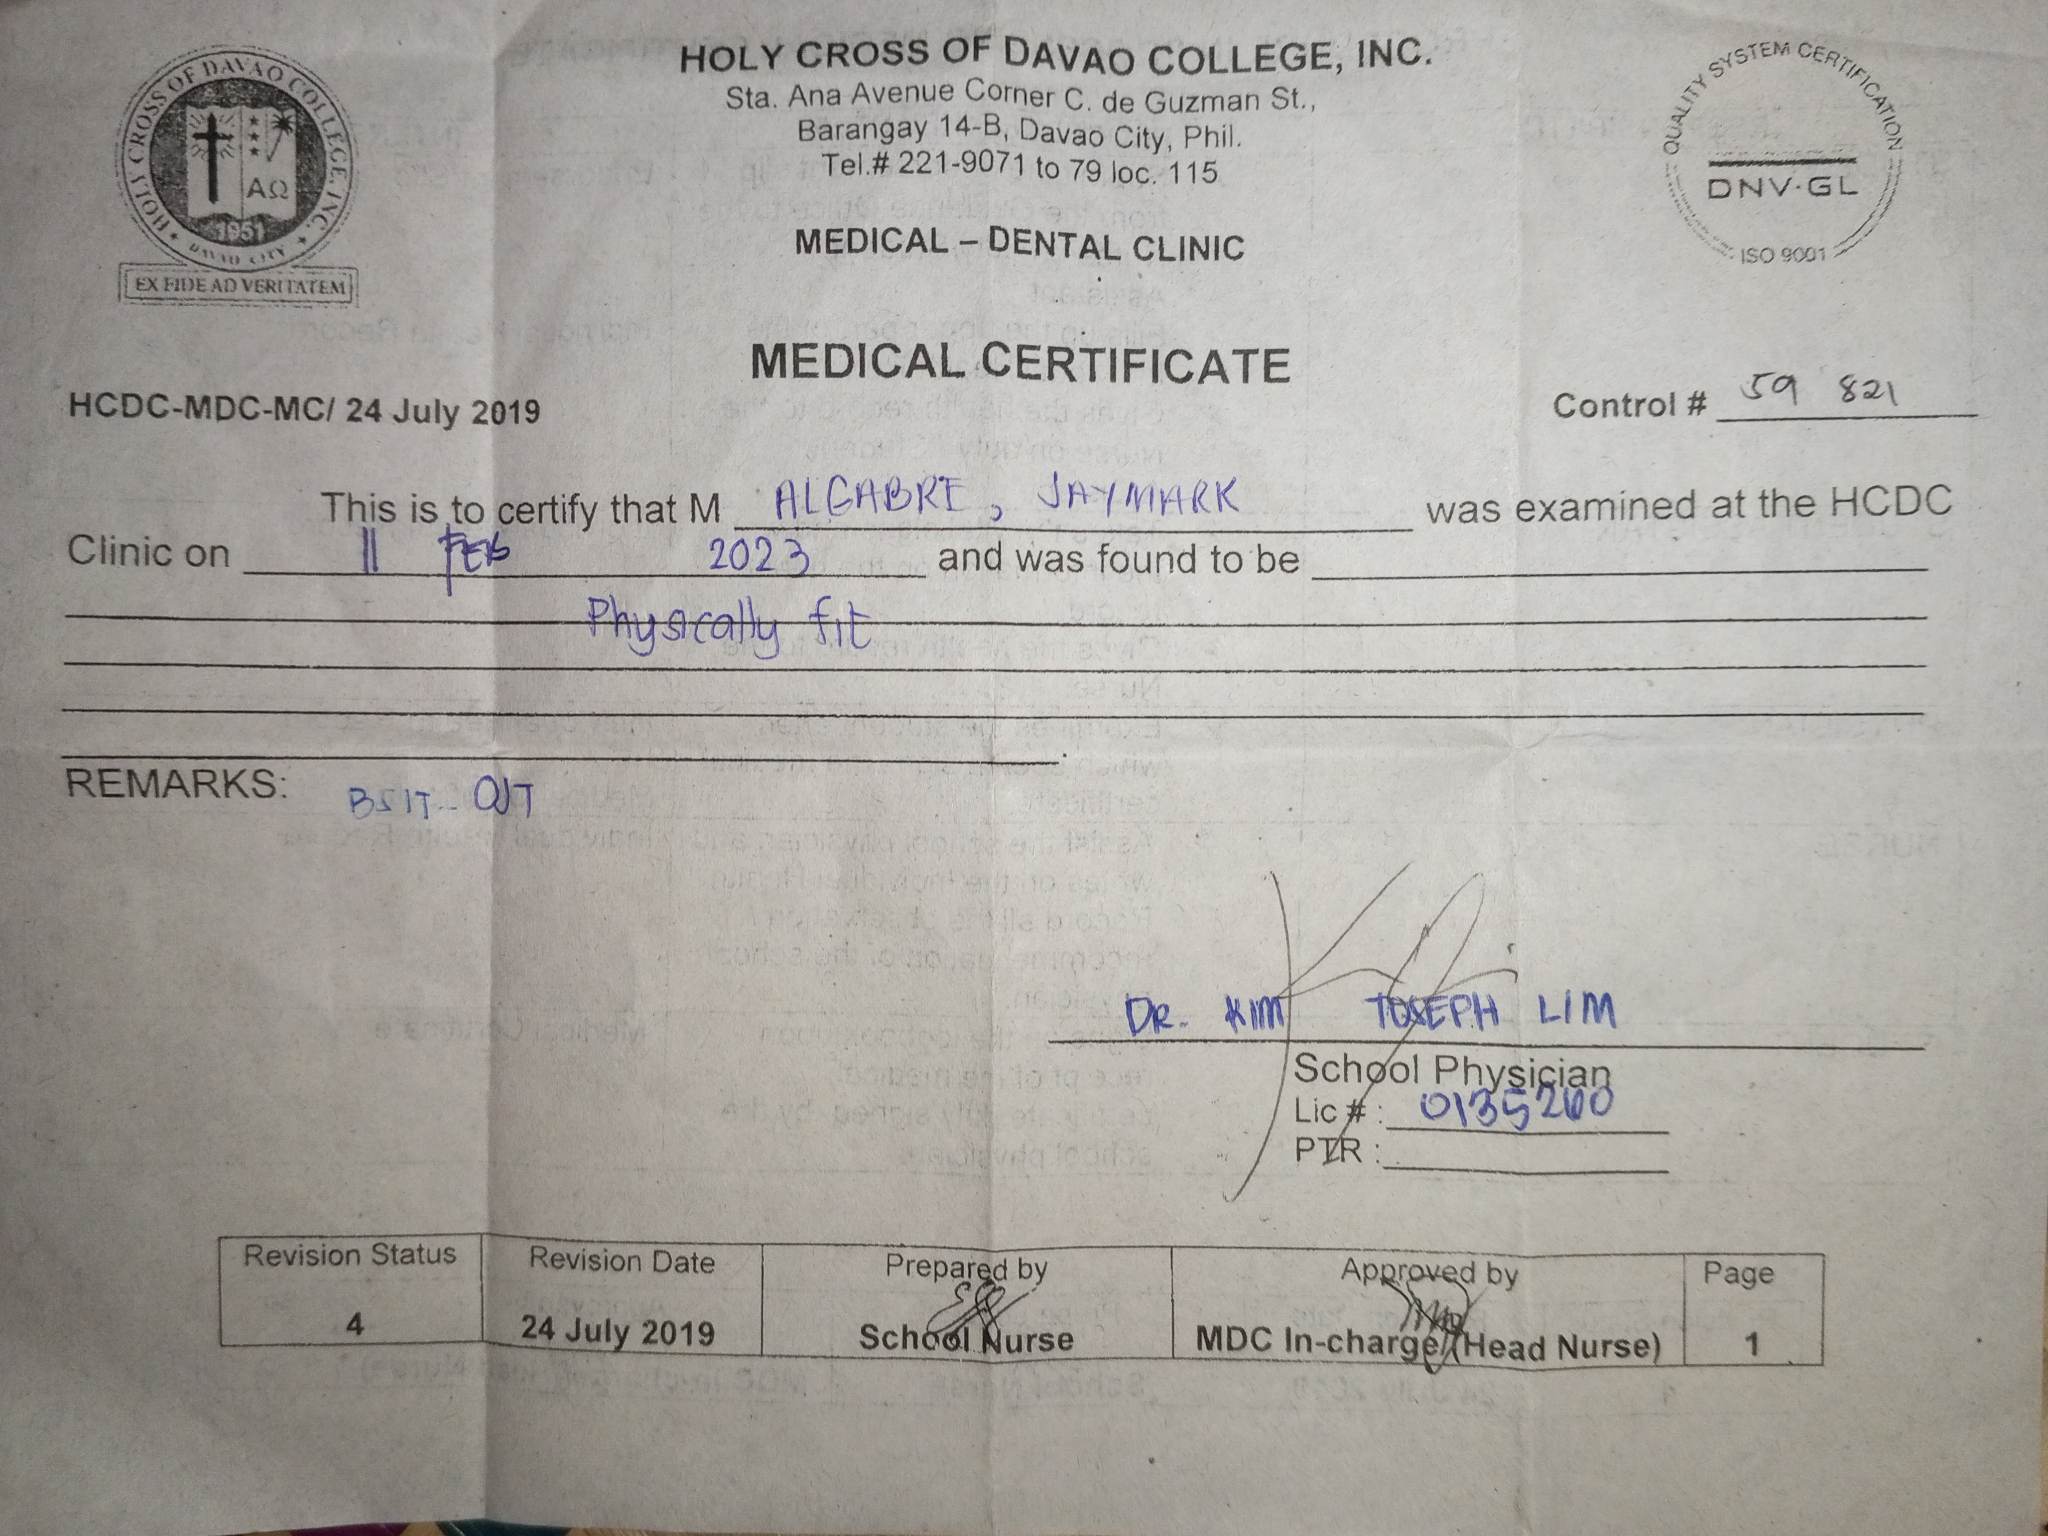 HOLY CROSS OF DAVAO COLLEGE, INC.
Sta. Ana Avenue Corner C. de Guzman St.,
Barangay 14-B, Davao City, Phil.
Tel.# 221-9071 to 79 loc. 115
MEDICAL – DENTAL CLINIC
HOLY CROSS OF DAVAO COLLEGE, INC.
ΑΩ
1951
DAVAO CITY
EX FIDE AD VERITATEM
QUALITY SYSTEM CERTIFICATION
DNV·GL
ISO 9001
MEDICAL CERTIFICATE
HCDC-MDC-MC/ 24 July 2019
Control # 59 821
This is to certify that M ALGABRE, JAYMARK was examined at the HCDC
Clinic on 11 FEB 2023 and was found to be
Physically fit
REMARKS: BSIT - OJT
DR. KIM JOSEPH LIM
School Physician
Lic # : 0135260
PTR :
Revision Status Revision Date Prepared by Approved by Page
4 24 July 2019 School Nurse MDC In-charge/(Head Nurse) 1